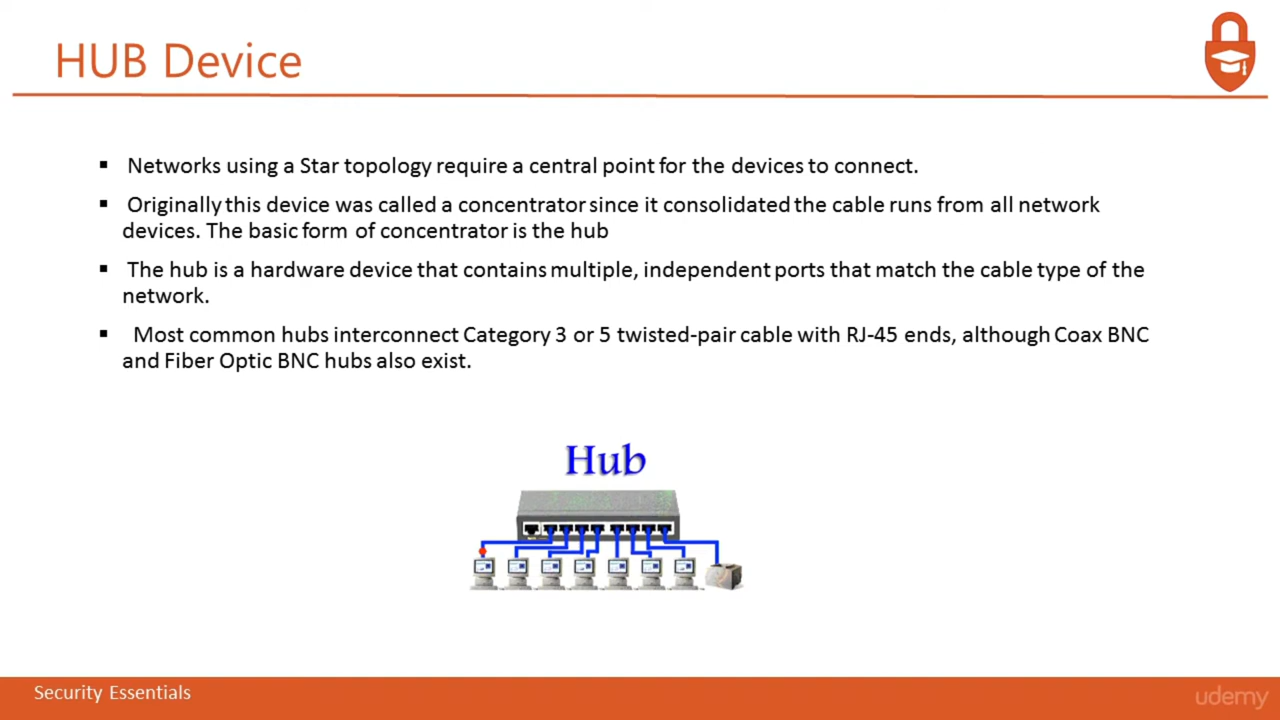 HUB Device
▪ Networks using a Star topology require a central point for the devices to connect.
▪ Originally this device was called a concentrator since it consolidated the cable runs from all network
devices. The basic form of concentrator is the hub
▪ The hub is a hardware device that contains multiple, independent ports that match the cable type of the
network.
▪ Most common hubs interconnect Category 3 or 5 twisted-pair cable with RJ-45 ends, although Coax BNC
and Fiber Optic BNC hubs also exist.
Hub
Security Essentials
udemy